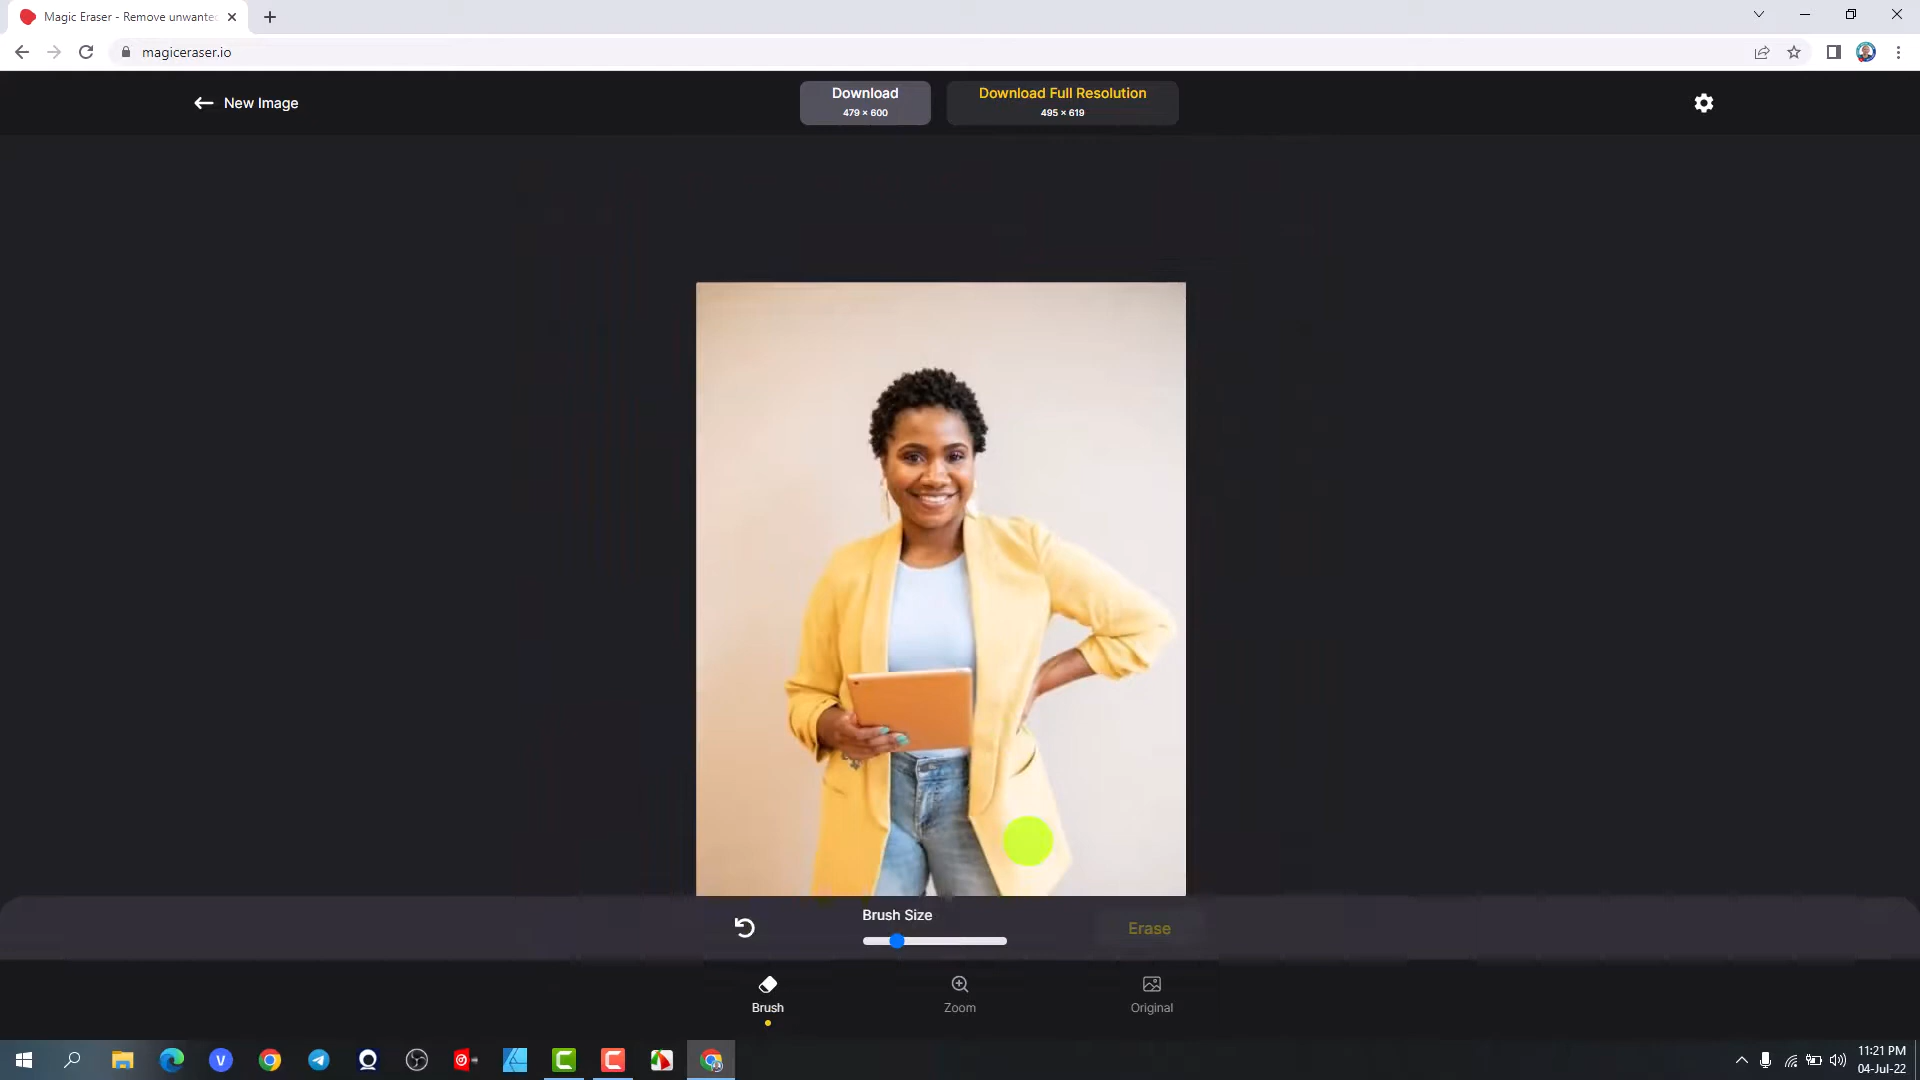 Magic Eraser - Remove unwanted
magiceraser.io
New Image
Download
479 × 600
Download Full Resolution
495 × 619
Brush Size
Erase
Brush
Zoom
Original
11:21 PM
04-Jul-22